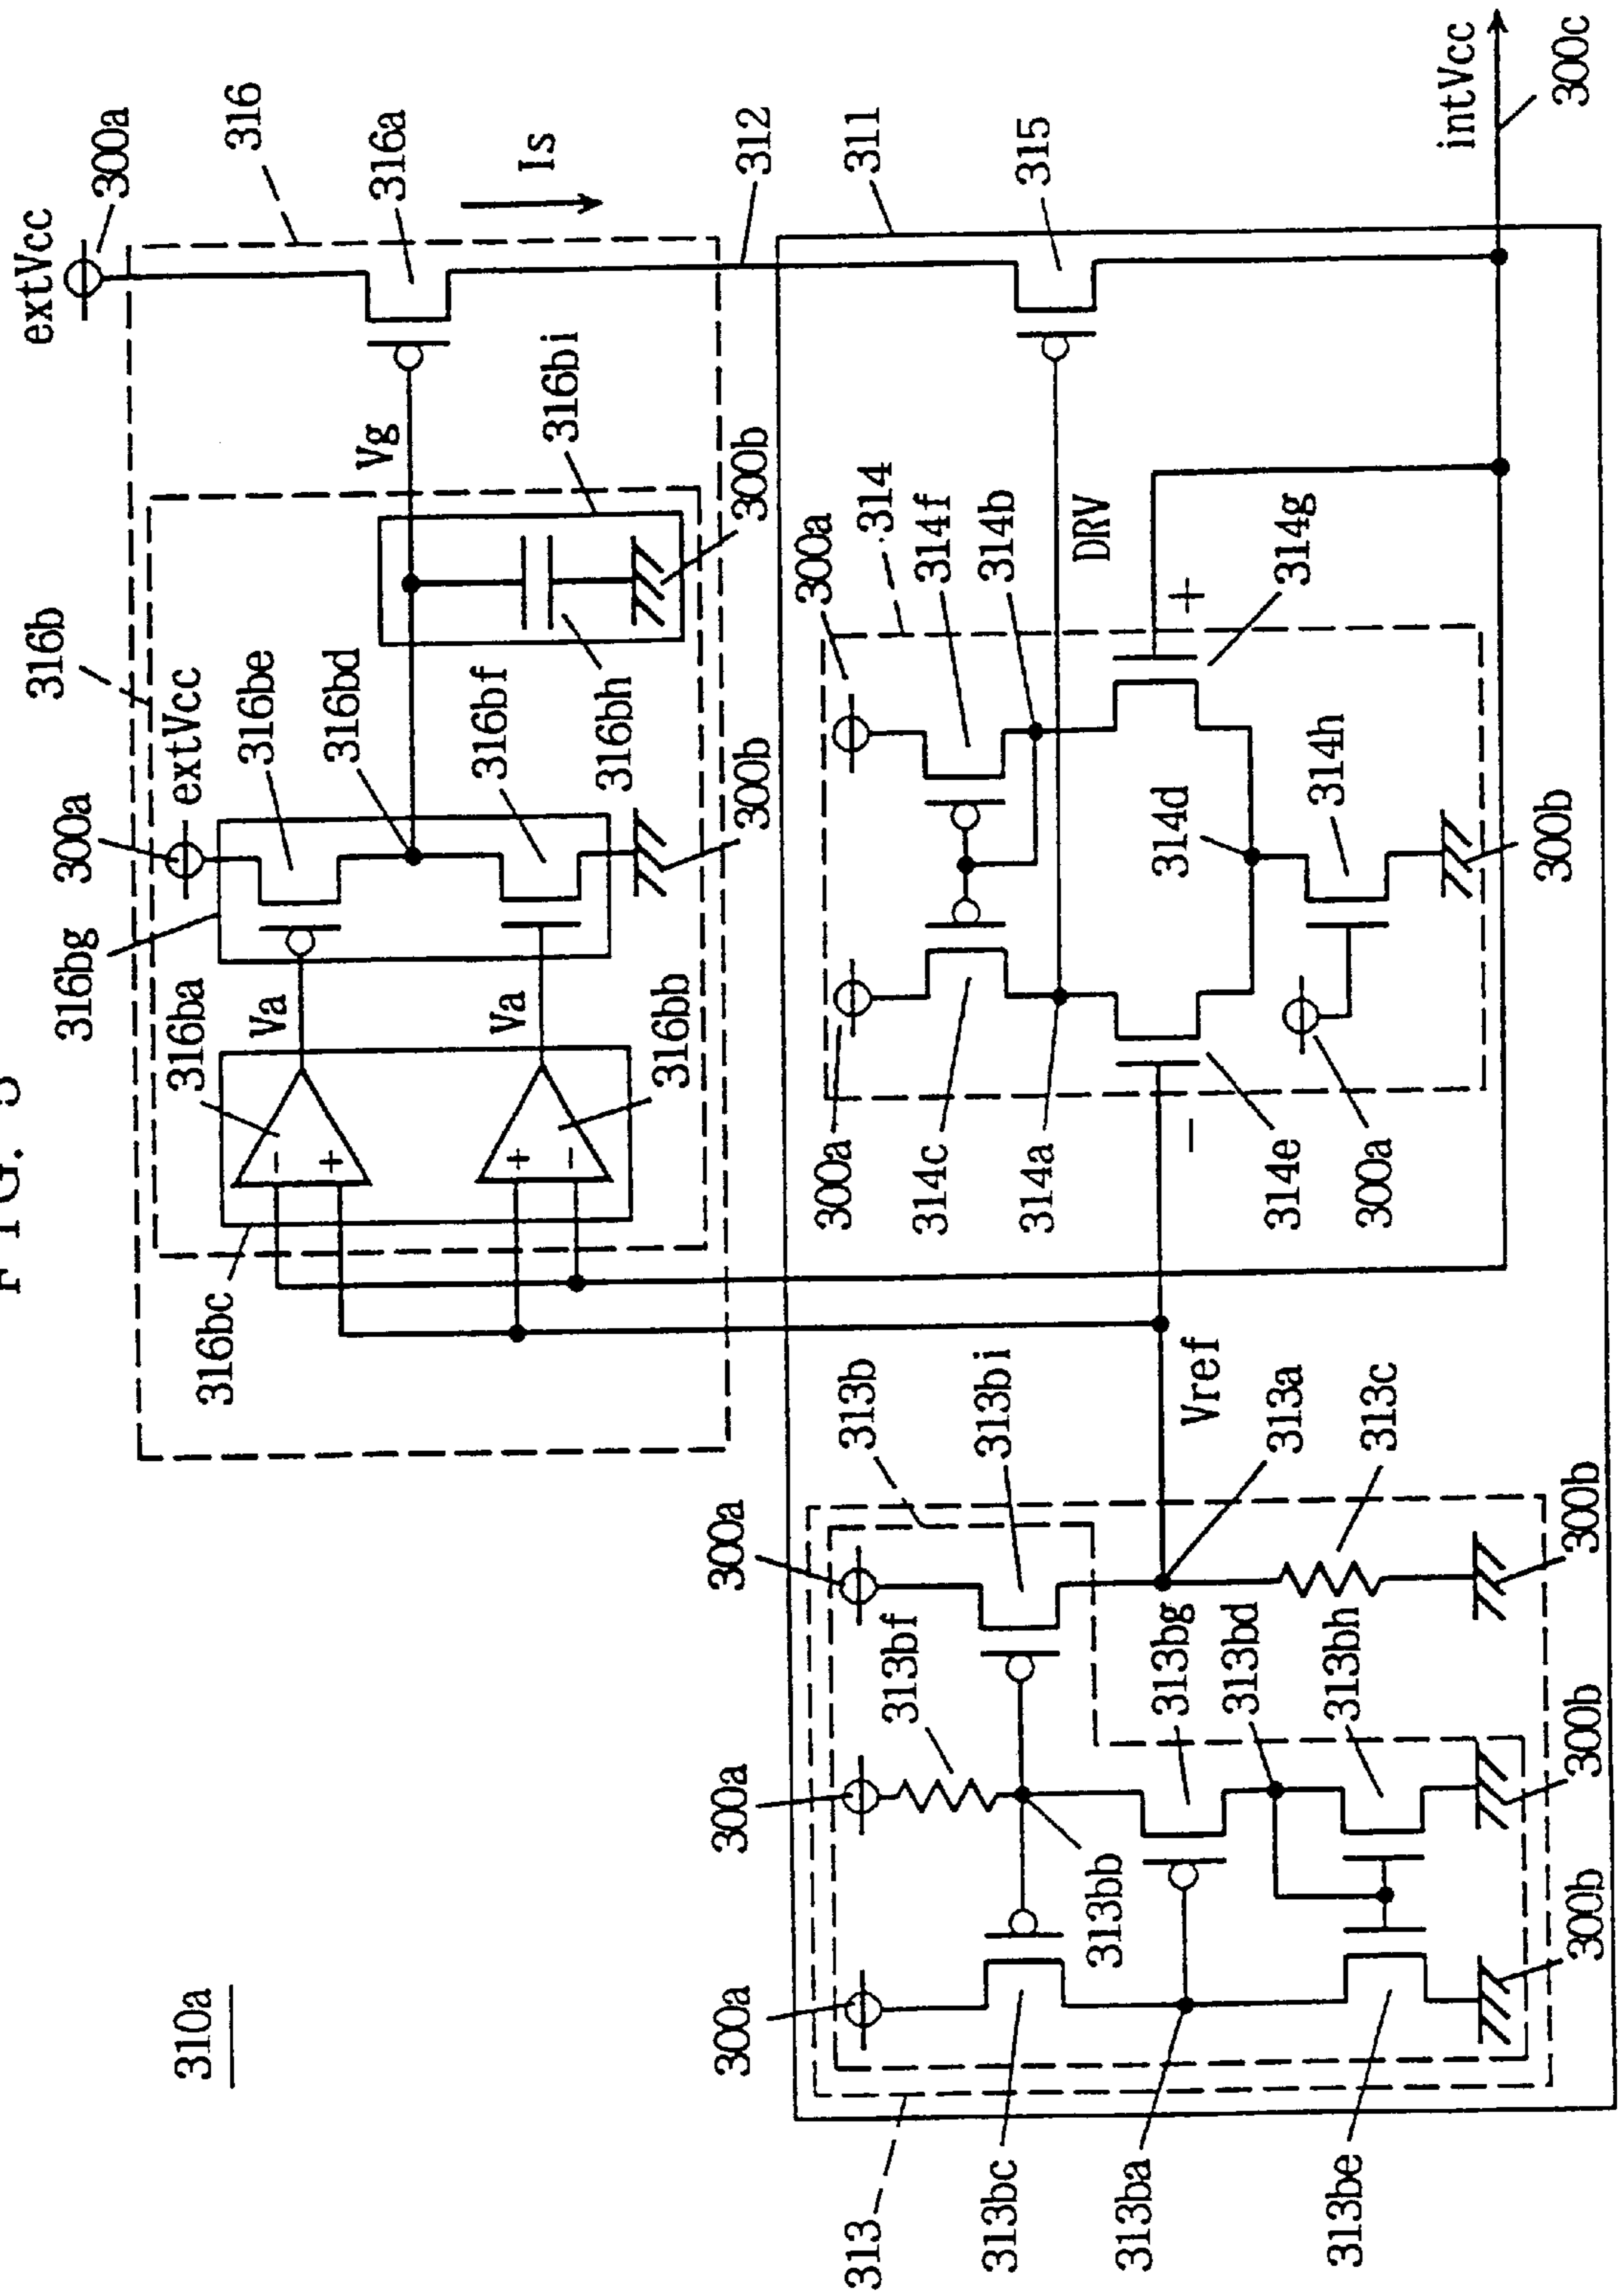 FIG. 5
310a
extVcc
300a
316
316a
Is
312
311
315
intVcc
300c
316b
Vg
316bi
300b
300a
extVcc
316be
316bd
316bf
316bh
300b
316bg
316ba
Va
Va
316bb
316bc
300a
314
314f
314b
DRV
314g
+
314d
314h
300b
300a
314c
314a
314e
300a
-
-
+
+
-
Vref
313a
313b
313bi
313c
300a
300b
313bf
313bg
313bd
313bh
300a
300b
313bb
300a
300b
313
313bc
313ba
313be